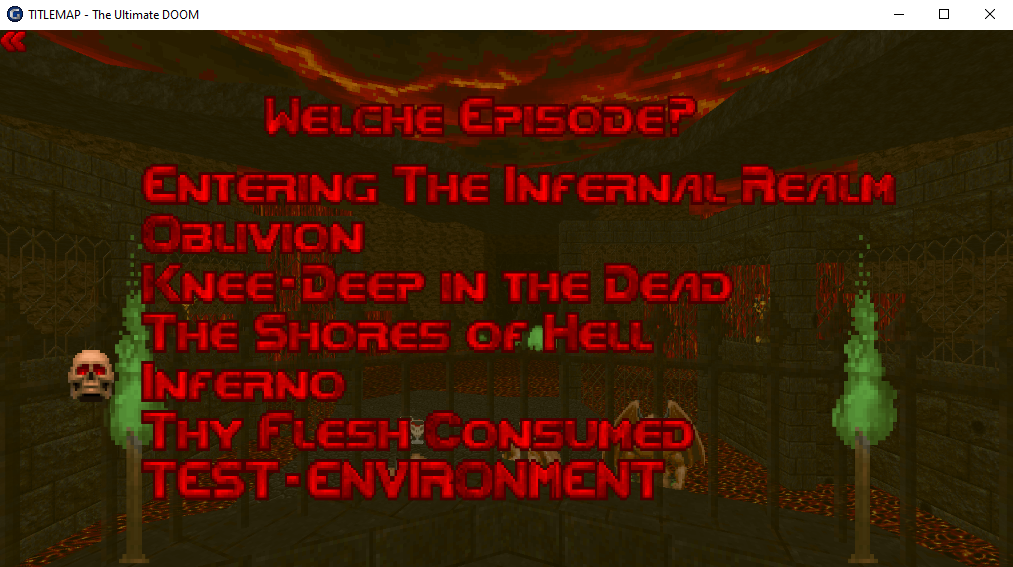 TITLEMAP - The Ultimate DOOM
Welche Episode?
Entering The Infernal Realm
Oblivion
Knee-Deep in the Dead
The Shores of Hell
Inferno
Thy Flesh Consumed
TEST-ENVIRONMENT